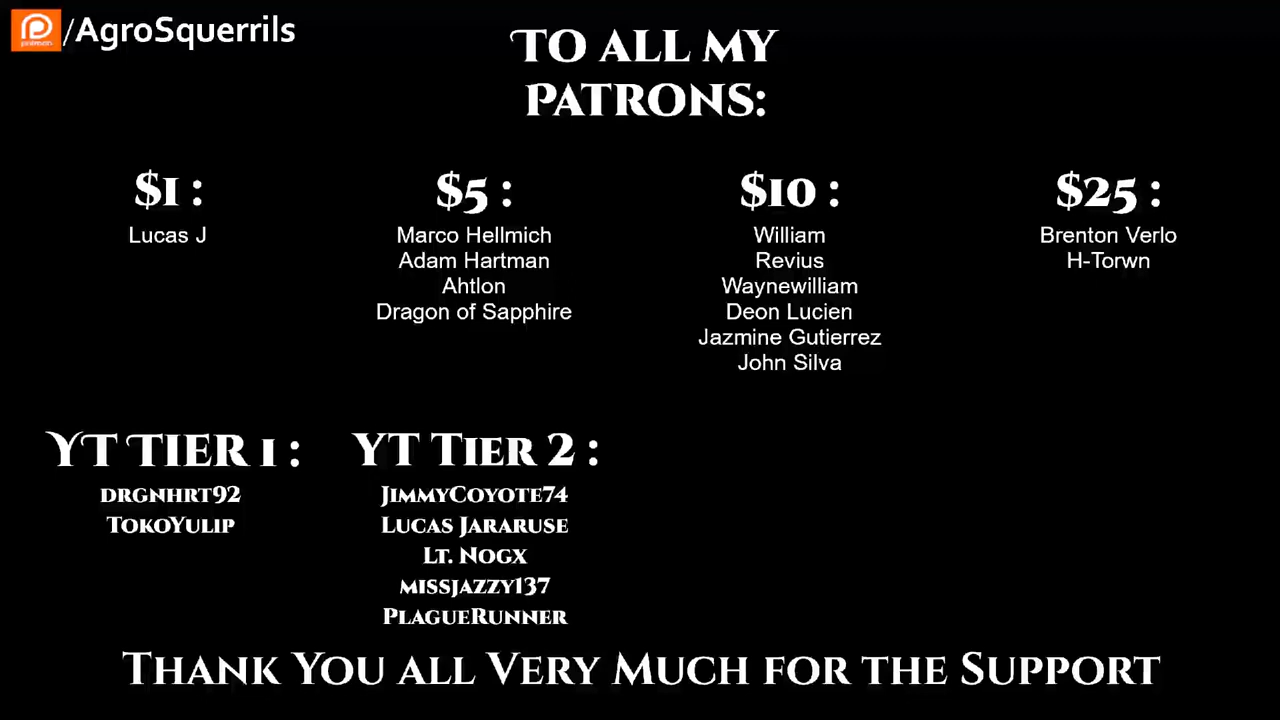 /AgroSquerrils
To all my
Patrons:
$1 :
Lucas J
$5 :
Marco Hellmich
Adam Hartman
Ahtlon
Dragon of Sapphire
$10 :
William
Revius
Waynewilliam
Deon Lucien
Jazmine Gutierrez
John Silva
$25 :
Brenton Verlo
H-Torwn
YT Tier 1 :
drgnhrt92
TokoYulip
YT Tier 2 :
JimmyCoyote74
Lucas Jararuse
Lt. Nogx
missjazzy137
PlagueRunner
Thank You all Very Much for the Support